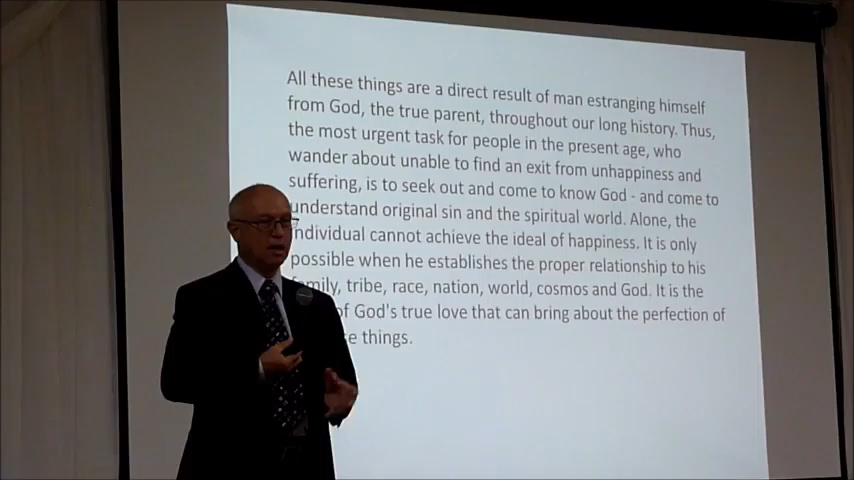 All these things are a direct result of man estranging himself
from God, the true parent, throughout our long history. Thus,
the most urgent task for people in the present age, who
wander about unable to find an exit from unhappiness and
suffering, is to seek out and come to know God - and come to
understand original sin and the spiritual world. Alone, the
individual cannot achieve the ideal of happiness. It is only
possible when he establishes the proper relationship to his
family, tribe, race, nation, world, cosmos and God. It is the
of God's true love that can bring about the perfection of
se things.